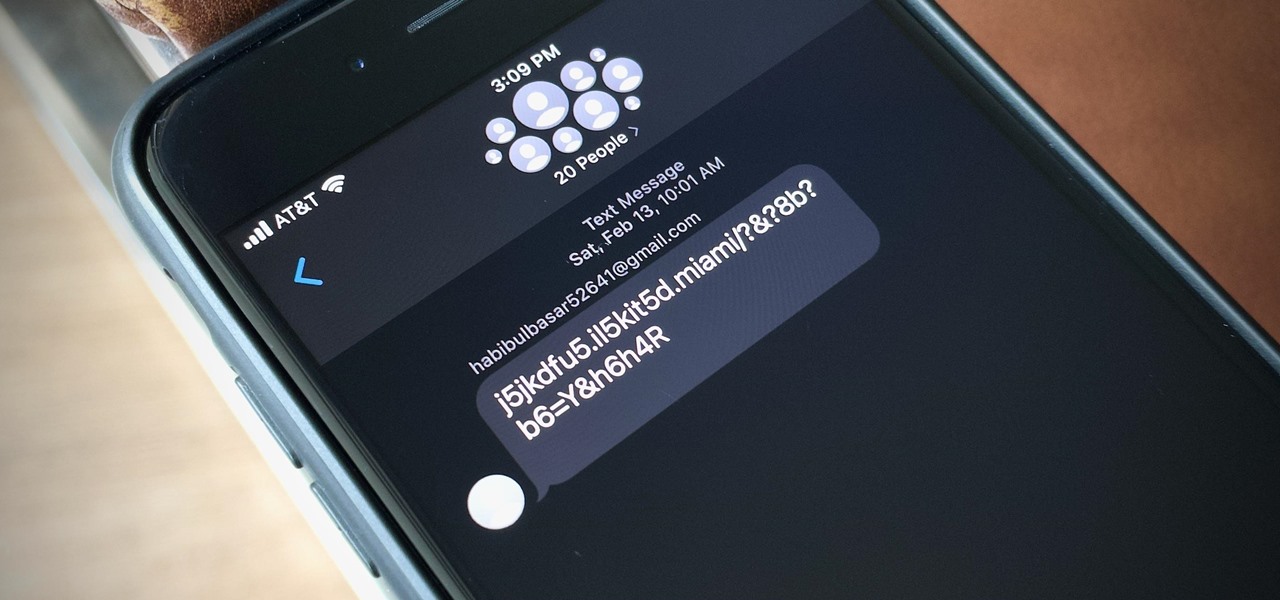 3:09 PM
AT&T
20 People >
Text Message
Sat, Feb 13, 10:01 AM
habibulbasar52641@gmail.com
j5jkdfu5.il5kit5d.miami/?&?8b?
b6=Y&h6h4R